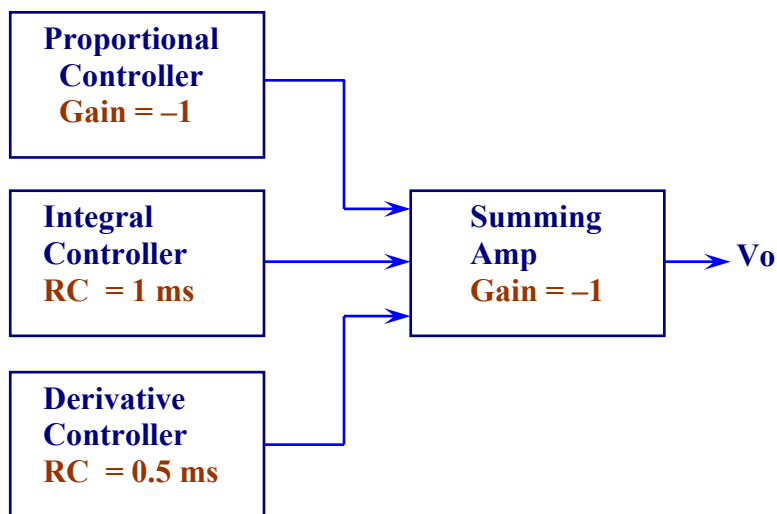 Proportional
Controller
Gain = –1
Integral
Controller
RC = 1 ms
Summing
Amp
Gain = –1
Vo
Derivative
Controller
RC = 0.5 ms